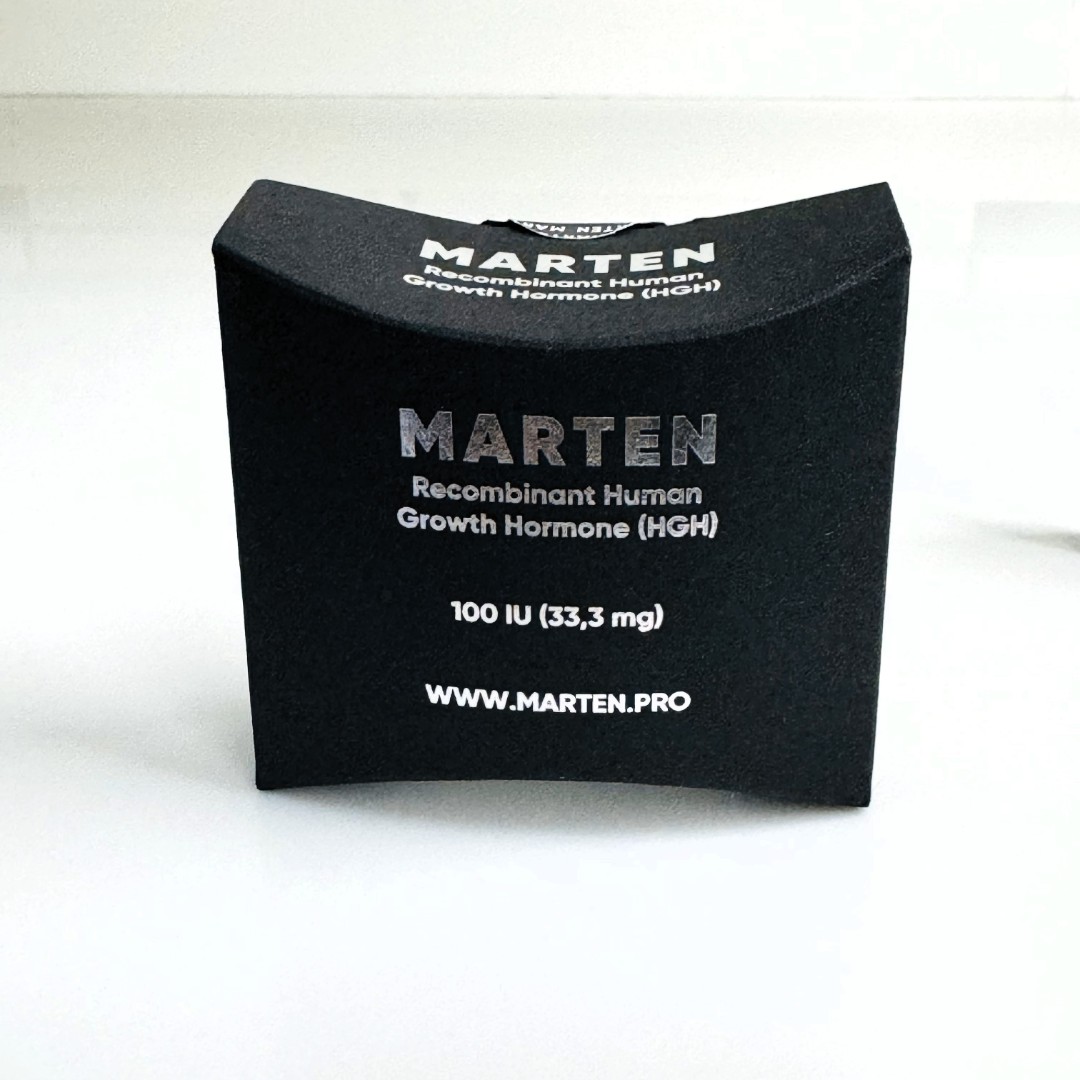 MARTEN
Recombinant Human
Growth Hormone (HGH)
MARTEN
Recombinant Human
Growth Hormone (HGH)
100 IU (33,3 mg)
WWW.MARTEN.PRO